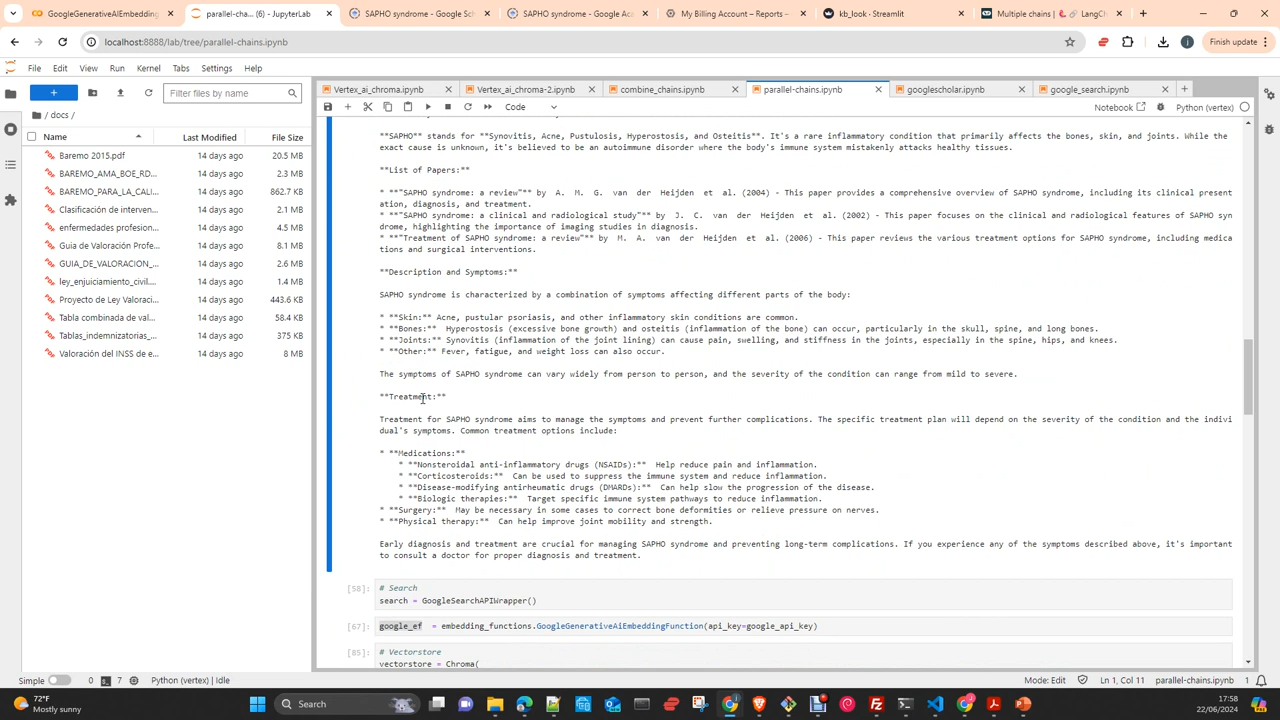 GoogleGenerativeAIEmbedding
parallel-chains (6) - JupyterLab
SAPHO syndrome - Google Sch
SAPHO syndrome - Google Aca
My Billing Account – Reports –
kb_look - Streamlit
Multiple chains | 🦜️🔗 LangCh
localhost:8888/lab/tree/parallel-chains.ipynb
Finish update
File Edit View Run Kernel Tabs Settings Help
Filter files by name
/ docs /
Name Last Modified File Size
Baremo 2015.pdf 14 days ago 20.5 MB
BAREMO_AMA_BOE_RD... 14 days ago 2.3 MB
BAREMO_PARA_LA_CALI... 14 days ago 862.7 KB
Clasificación de interven... 14 days ago 2.1 MB
enfermedades profesion... 14 days ago 4.5 MB
Guia de Valoración Profe... 14 days ago 8.1 MB
GUIA_DE_VALORACION_... 14 days ago 2.6 MB
ley_enjuiciamiento_civil.... 14 days ago 1.4 MB
Proyecto de Ley Valoraci... 14 days ago 443.6 KB
Tabla combinada de val... 14 days ago 58.4 KB
Tablas_indemnizatorias_... 14 days ago 375 KB
Valoración del INSS de e... 14 days ago 8 MB
Vertex_ai_chroma.ipynb
Vertex_ai_chroma-2.ipynb
combine_chains.ipynb
parallel-chains.ipynb
googlescholar.ipynb
google_search.ipynb
Code
Notebook
Python (vertex)
**SAPHO** stands for **Synovitis, Acne, Pustulosis, Hyperostosis, and Osteitis**. It's a rare inflammatory condition that primarily affects the bones, skin, and joints. While the
exact cause is unknown, it's believed to be an autoimmune disorder where the body's immune system mistakenly attacks healthy tissues.
**List of Papers:**
* **"SAPHO syndrome: a review"** by A. M. G. van der Heijden et al. (2004) - This paper provides a comprehensive overview of SAPHO syndrome, including its clinical present
ation, diagnosis, and treatment.
* **"SAPHO syndrome: a clinical and radiological study"** by J. C. van der Heijden et al. (2002) - This paper focuses on the clinical and radiological features of SAPHO syn
drome, highlighting the importance of imaging studies in diagnosis.
* **"Treatment of SAPHO syndrome: a review"** by M. A. van der Heijden et al. (2006) - This paper reviews the various treatment options for SAPHO syndrome, including medica
tions and surgical interventions.
**Description and Symptoms:**
SAPHO syndrome is characterized by a combination of symptoms affecting different parts of the body:
* **Skin:** Acne, pustular psoriasis, and other inflammatory skin conditions are common.
* **Bones:** Hyperostosis (excessive bone growth) and osteitis (inflammation of the bone) can occur, particularly in the skull, spine, and long bones.
* **Joints:** Synovitis (inflammation of the joint lining) can cause pain, swelling, and stiffness in the joints, especially in the spine, hips, and knees.
* **Other:** Fever, fatigue, and weight loss can also occur.
The symptoms of SAPHO syndrome can vary widely from person to person, and the severity of the condition can range from mild to severe.
**Treatment:**
Treatment for SAPHO syndrome aims to manage the symptoms and prevent further complications. The specific treatment plan will depend on the severity of the condition and the indivi
dual's symptoms. Common treatment options include:
* **Medications:**
* **Nonsteroidal anti-inflammatory drugs (NSAIDs):** Help reduce pain and inflammation.
* **Corticosteroids:** Can be used to suppress the immune system and reduce inflammation.
* **Disease-modifying antirheumatic drugs (DMARDs):** Can help slow the progression of the disease.
* **Biologic therapies:** Target specific immune system pathways to reduce inflammation.
* **Surgery:** May be necessary in some cases to correct bone deformities or relieve pressure on nerves.
* **Physical therapy:** Can help improve joint mobility and strength.
Early diagnosis and treatment are crucial for managing SAPHO syndrome and preventing long-term complications. If you experience any of the symptoms described above, it's important
to consult a doctor for proper diagnosis and treatment.
[58]: # Search
search = GoogleSearchAPIWrapper()
[67]: google_ef = embedding_functions.GoogleGenerativeAiEmbeddingFunction(api_key=google_api_key)
[85]: # Vectorstore
vectorstore = Chroma(
Simple 0 7 Python (vertex) | Idle Mode: Edit Ln 1, Col 11 parallel-chains.ipynb 1
72°F
Mostly sunny
Search
17:58
22/06/2024